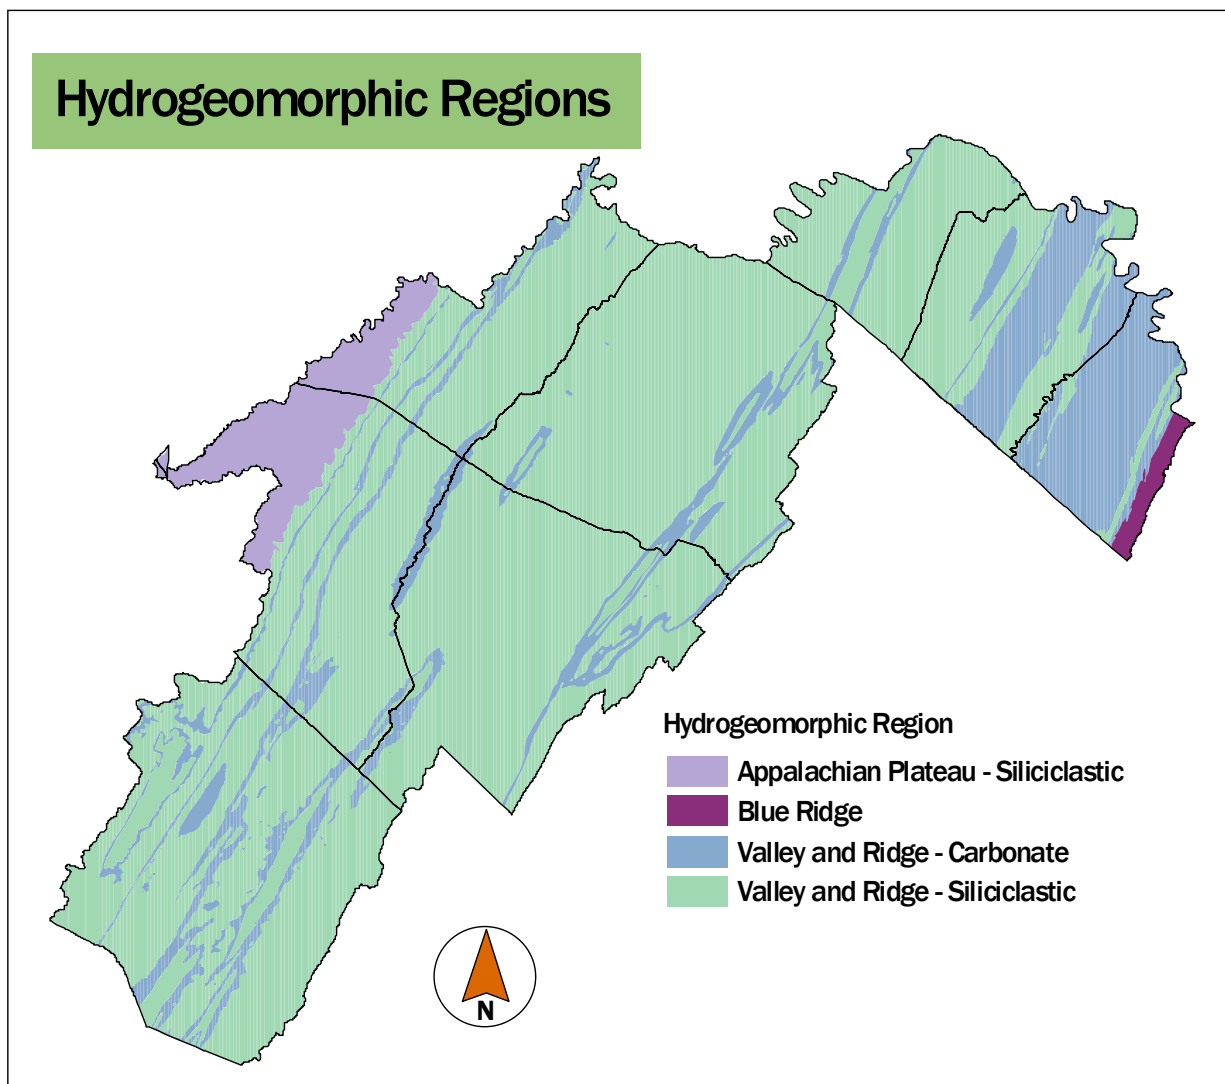 Hydrogeomorphic Regions
Hydrogeomorphic Region
Appalachian Plateau - Siliciclastic
Blue Ridge
Valley and Ridge - Carbonate
Valley and Ridge - Siliciclastic
N